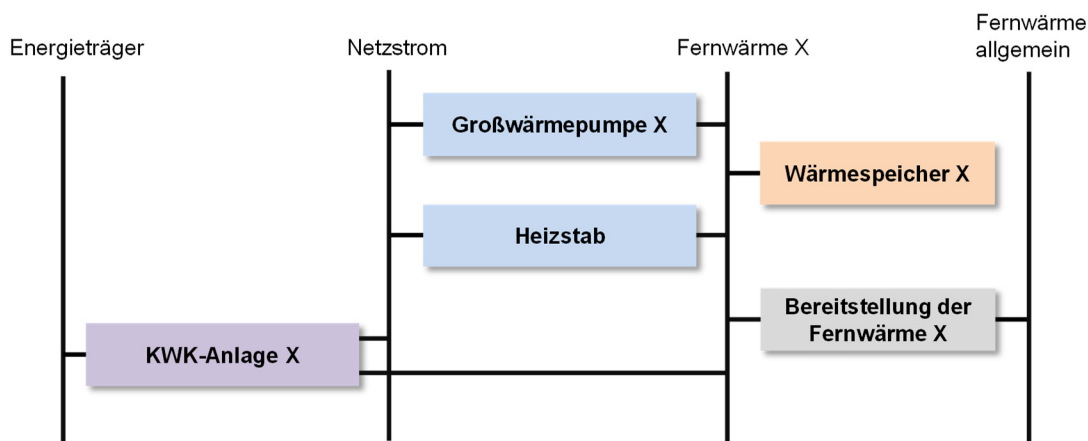 Energieträger
Netzstrom
Fernwärme X
Fernwärme
allgemein
Großwärmepumpe X
Wärmespeicher X
Heizstab
Bereitstellung der
Fernwärme X
KWK-Anlage X